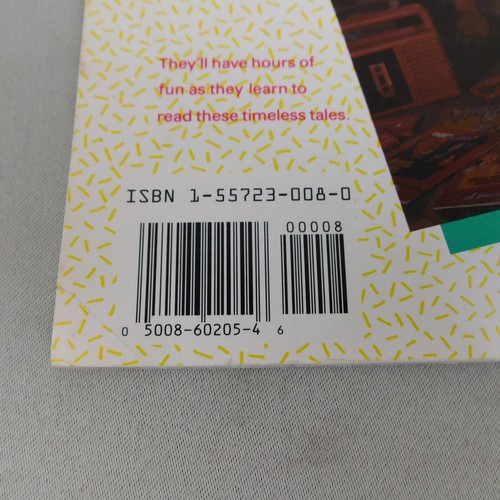 They'll have hours of
fun as they learn to
read these timeless tales.
ISBN 1-55723-008-0
00008
0 5008-60205-4 6